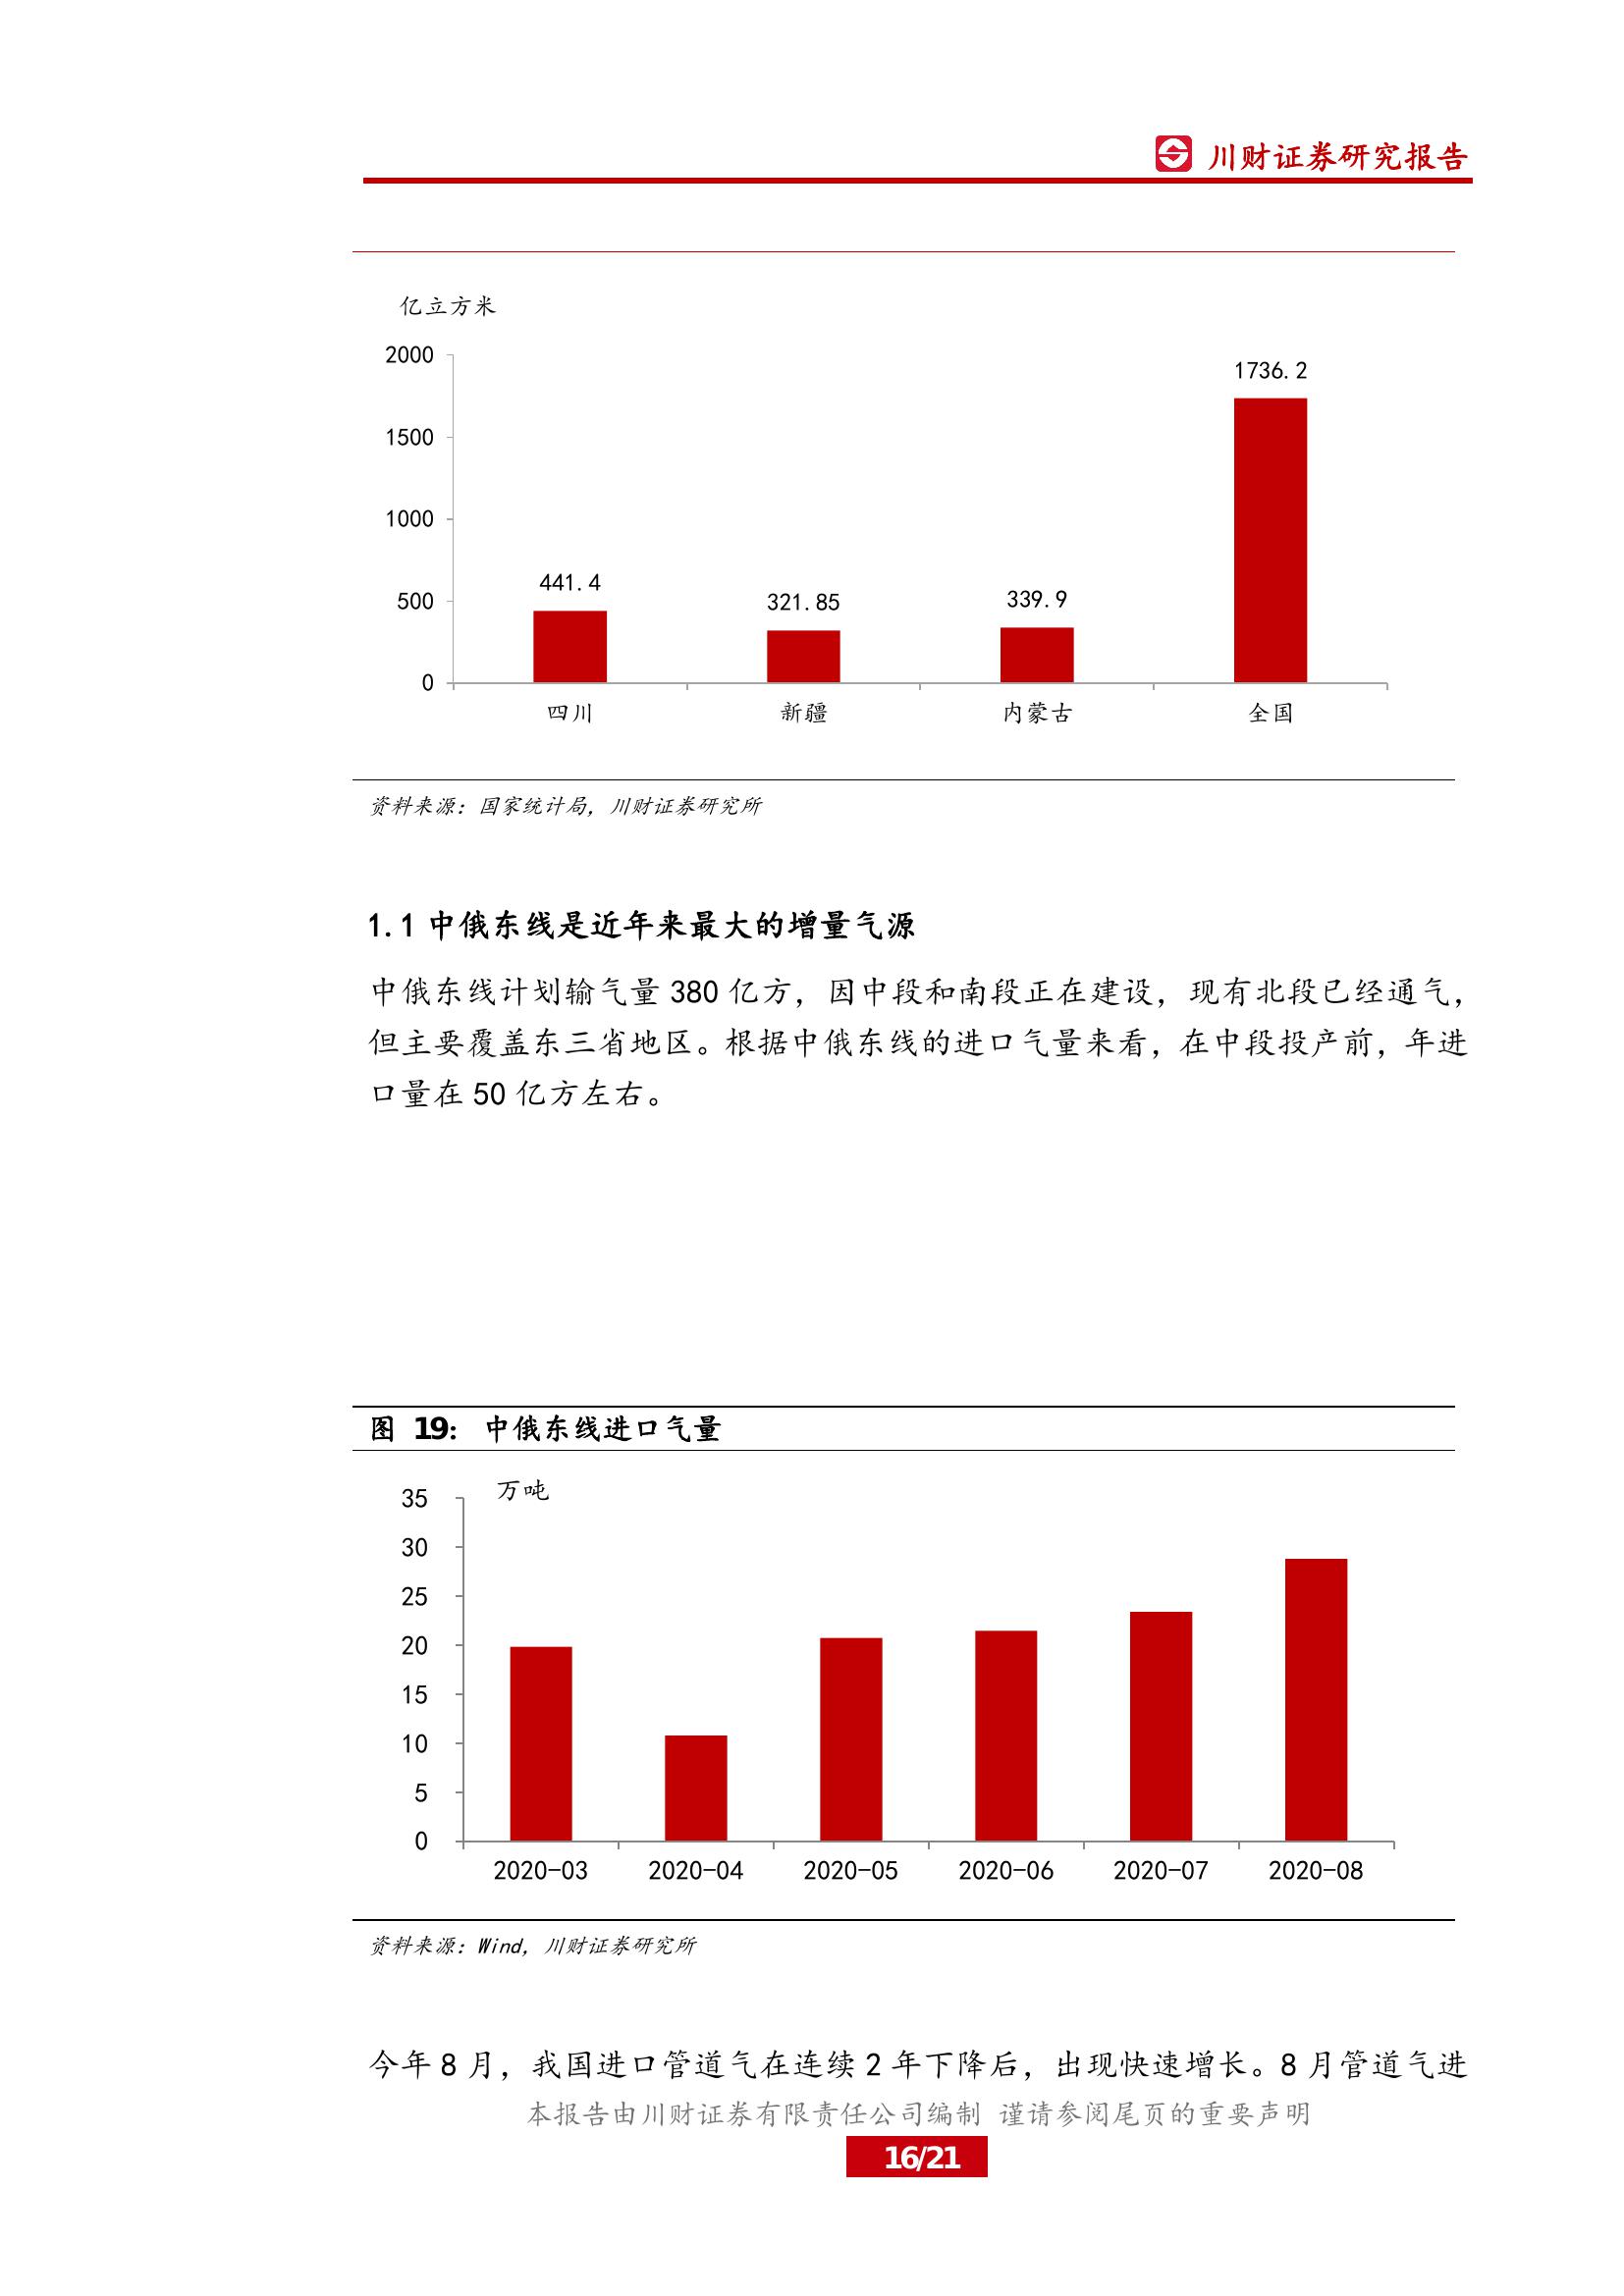 川财证券研究报告
亿立方米
2000
1500
1000
500
0
441.4
321.85
339.9
1736.2
四川
新疆
内蒙古
全国
资料来源：国家统计局，川财证券研究所
1.1 中俄东线是近年来最大的增量气源
中俄东线计划输气量 380 亿方，因中段和南段正在建设，现有北段已经通气，
但主要覆盖东三省地区。根据中俄东线的进口气量来看，在中段投产前，年进
口量在 50 亿方左右。
图 19： 中俄东线进口气量
万吨
35
30
25
20
15
10
5
0
2020-03
2020-04
2020-05
2020-06
2020-07
2020-08
资料来源：Wind，川财证券研究所
今年 8 月，我国进口管道气在连续 2 年下降后，出现快速增长。8 月管道气进
本报告由川财证券有限责任公司编制 谨请参阅尾页的重要声明
16/21